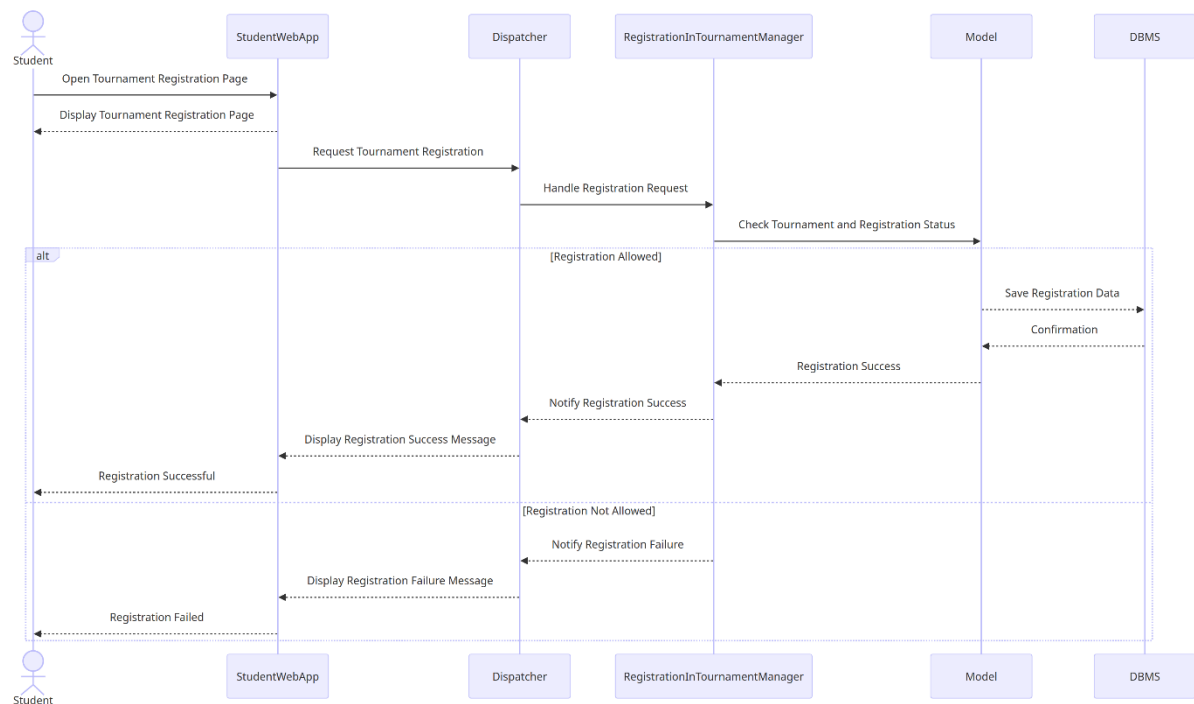 StudentWebApp
Dispatcher
RegistrationInTournamentManager
Model
DBMS
Student
Open Tournament Registration Page
Display Tournament Registration Page
Request Tournament Registration
Handle Registration Request
Check Tournament and Registration Status
alt
[Registration Allowed]
Save Registration Data
Confirmation
Registration Success
Notify Registration Success
Display Registration Success Message
Registration Successful
[Registration Not Allowed]
Notify Registration Failure
Display Registration Failure Message
Registration Failed
StudentWebApp
Dispatcher
RegistrationInTournamentManager
Model
DBMS
Student